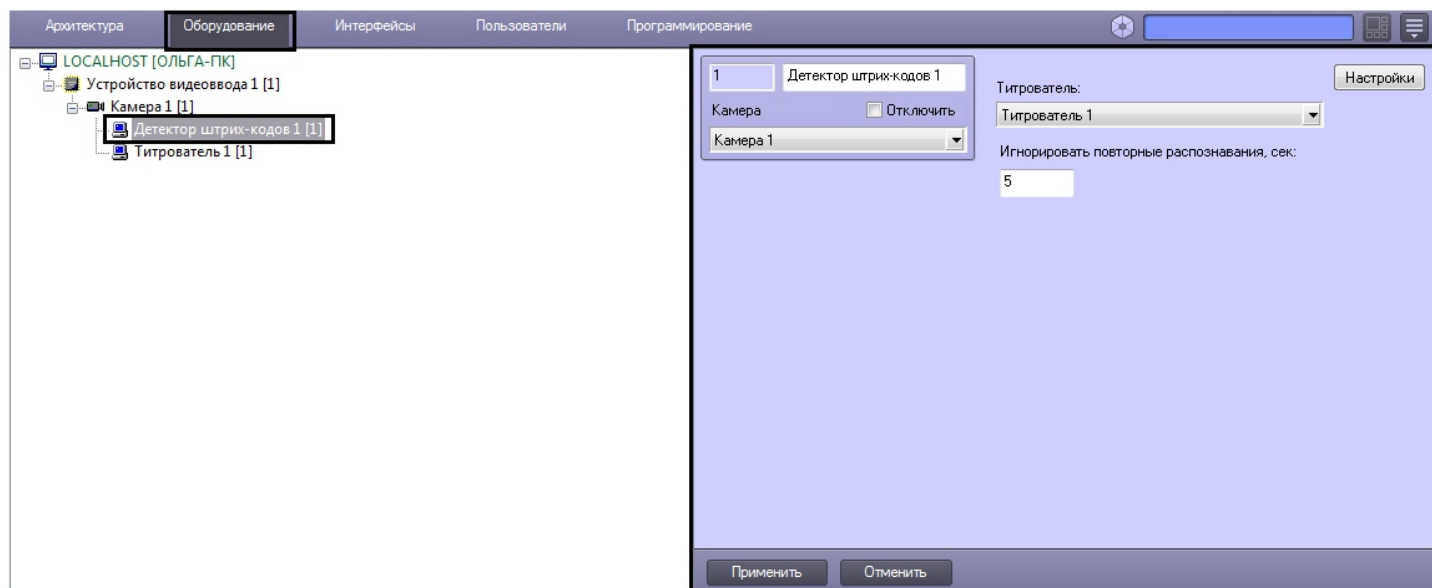 Архитектура Оборудование Интерфейсы Пользователи Программирование
LOCALHOST [ОЛЬГА-ПК]
Устройство видеоввода 1 [1]
Камера 1 [1]
Детектор штрих-кодов 1 [1]
Титрователь 1 [1]
1 Детектор штрих-кодов 1
Камера Отключить
Камера 1
Титрователь:
Настройки
Титрователь 1
Игнорировать повторные распознавания, сек:
5
Применить Отменить